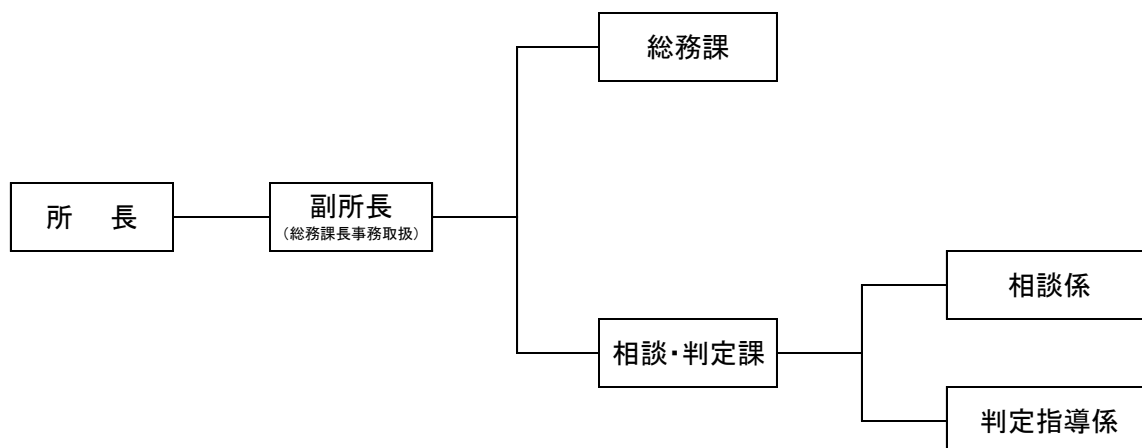 総務課
所　長
副所長
（総務課長事務取扱）
相談係
相談・判定課
判定指導係